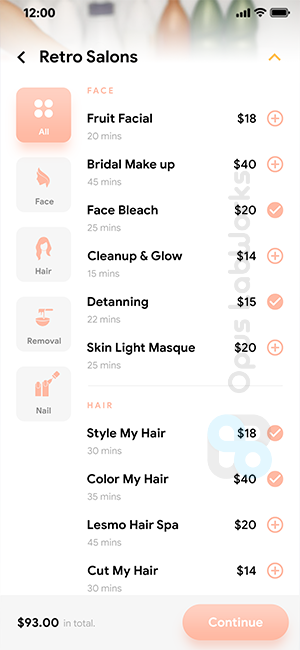 12:00
Retro Salons
All
Face
Hair
Removal
Nail
FACE
Fruit Facial $18
20 mins
Bridal Make up $40
45 mins
Face Bleach $20
25 mins
Cleanup & Glow $14
15 mins
Detanning $15
22 mins
Skin Light Masque $20
25 mins
HAIR
Style My Hair $18
30 mins
Color My Hair $40
35 mins
Lesmo Hair Spa $20
45 mins
Cut My Hair $14
30 mins
Opus Labworks
$93.00 in total.
Continue